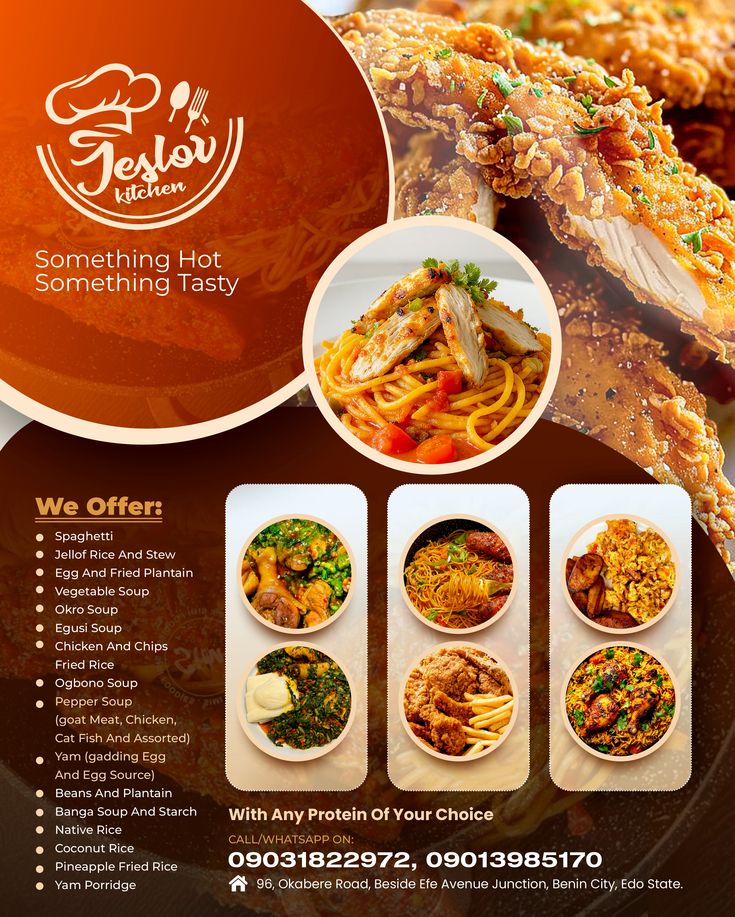 Jeslov
kitchen
Something Hot
Something Tasty
We Offer:
Spaghetti
Jellof Rice And Stew
Egg And Fried Plantain
Vegetable Soup
Okro Soup
Egusi Soup
Chicken And Chips
Fried Rice
Ogbono Soup
Pepper Soup
(goat Meat, Chicken,
Cat Fish And Assorted)
Yam (gadding Egg
And Egg Source)
Beans And Plantain
Banga Soup And Starch
Native Rice
Coconut Rice
Pineapple Fried Rice
Yam Porridge
With Any Protein Of Your Choice
CALL/WHATSAPP ON:
09031822972, 09013985170
96, Okabere Road, Beside Efe Avenue Junction, Benin City, Edo State.